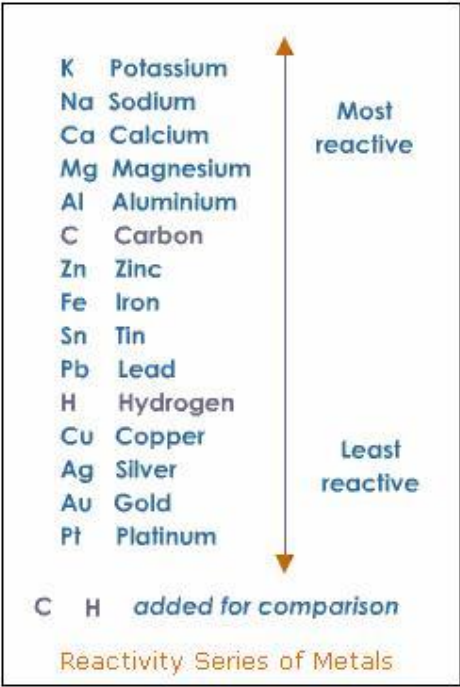 K Potassium
Na Sodium
Ca Calcium
Mg Magnesium
Al Aluminium
C Carbon
Zn Zinc
Fe Iron
Sn Tin
Pb Lead
H Hydrogen
Cu Copper
Ag Silver
Au Gold
Pt Platinum
Most
reactive
Least
reactive
C H added for comparison
Reactivity Series of Metals